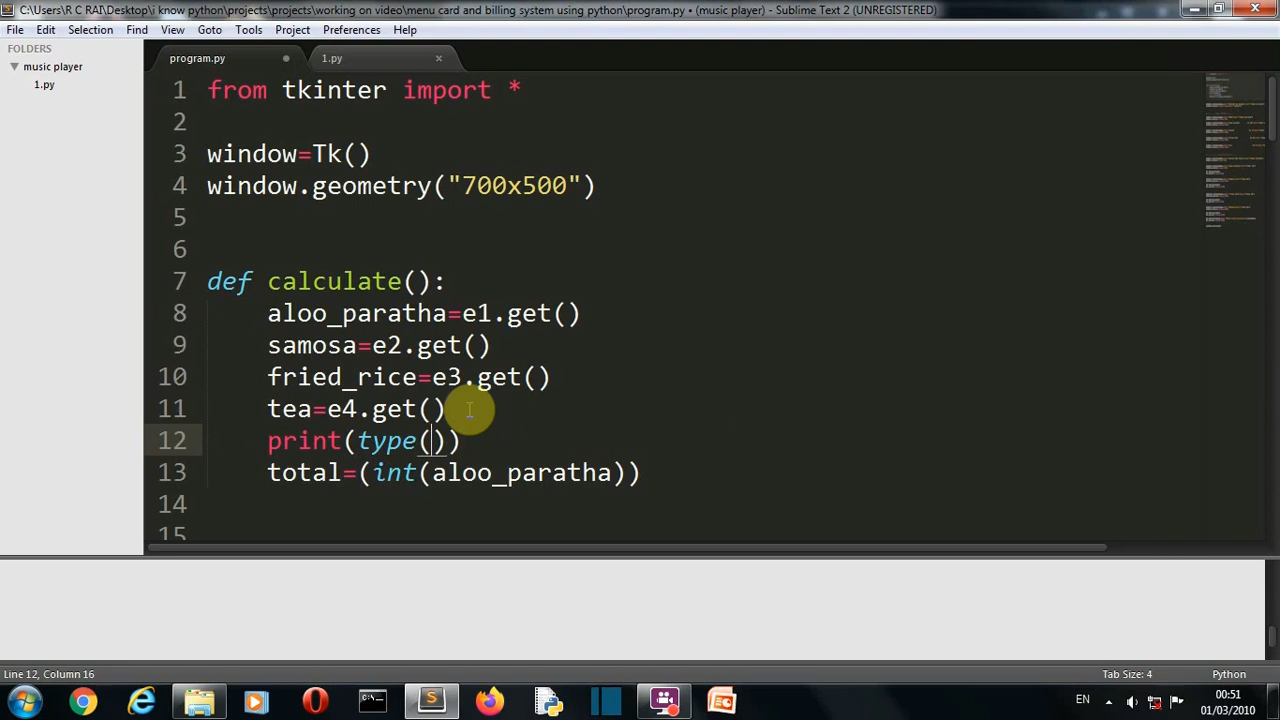 C:\Users\R C RAI\Desktop\i know python\projects\projects\working on video\menu card and billing system using python\program.py • (music player) - Sublime Text 2 (UNREGISTERED)
File Edit Selection Find View Goto Tools Project Preferences Help
FOLDERS
music player
1.py
program.py
1.py
1 from tkinter import *
2
3 window=Tk()
4 window.geometry("700x500")
5
6
7 def calculate():
8 aloo_paratha=e1.get()
9 samosa=e2.get()
10 fried_rice=e3.get()
11 tea=e4.get()
12 print(type())
13 total=(int(aloo_paratha))
14
15
Line 12, Column 16
Tab Size: 4
Python
EN
00:51
01/03/2010